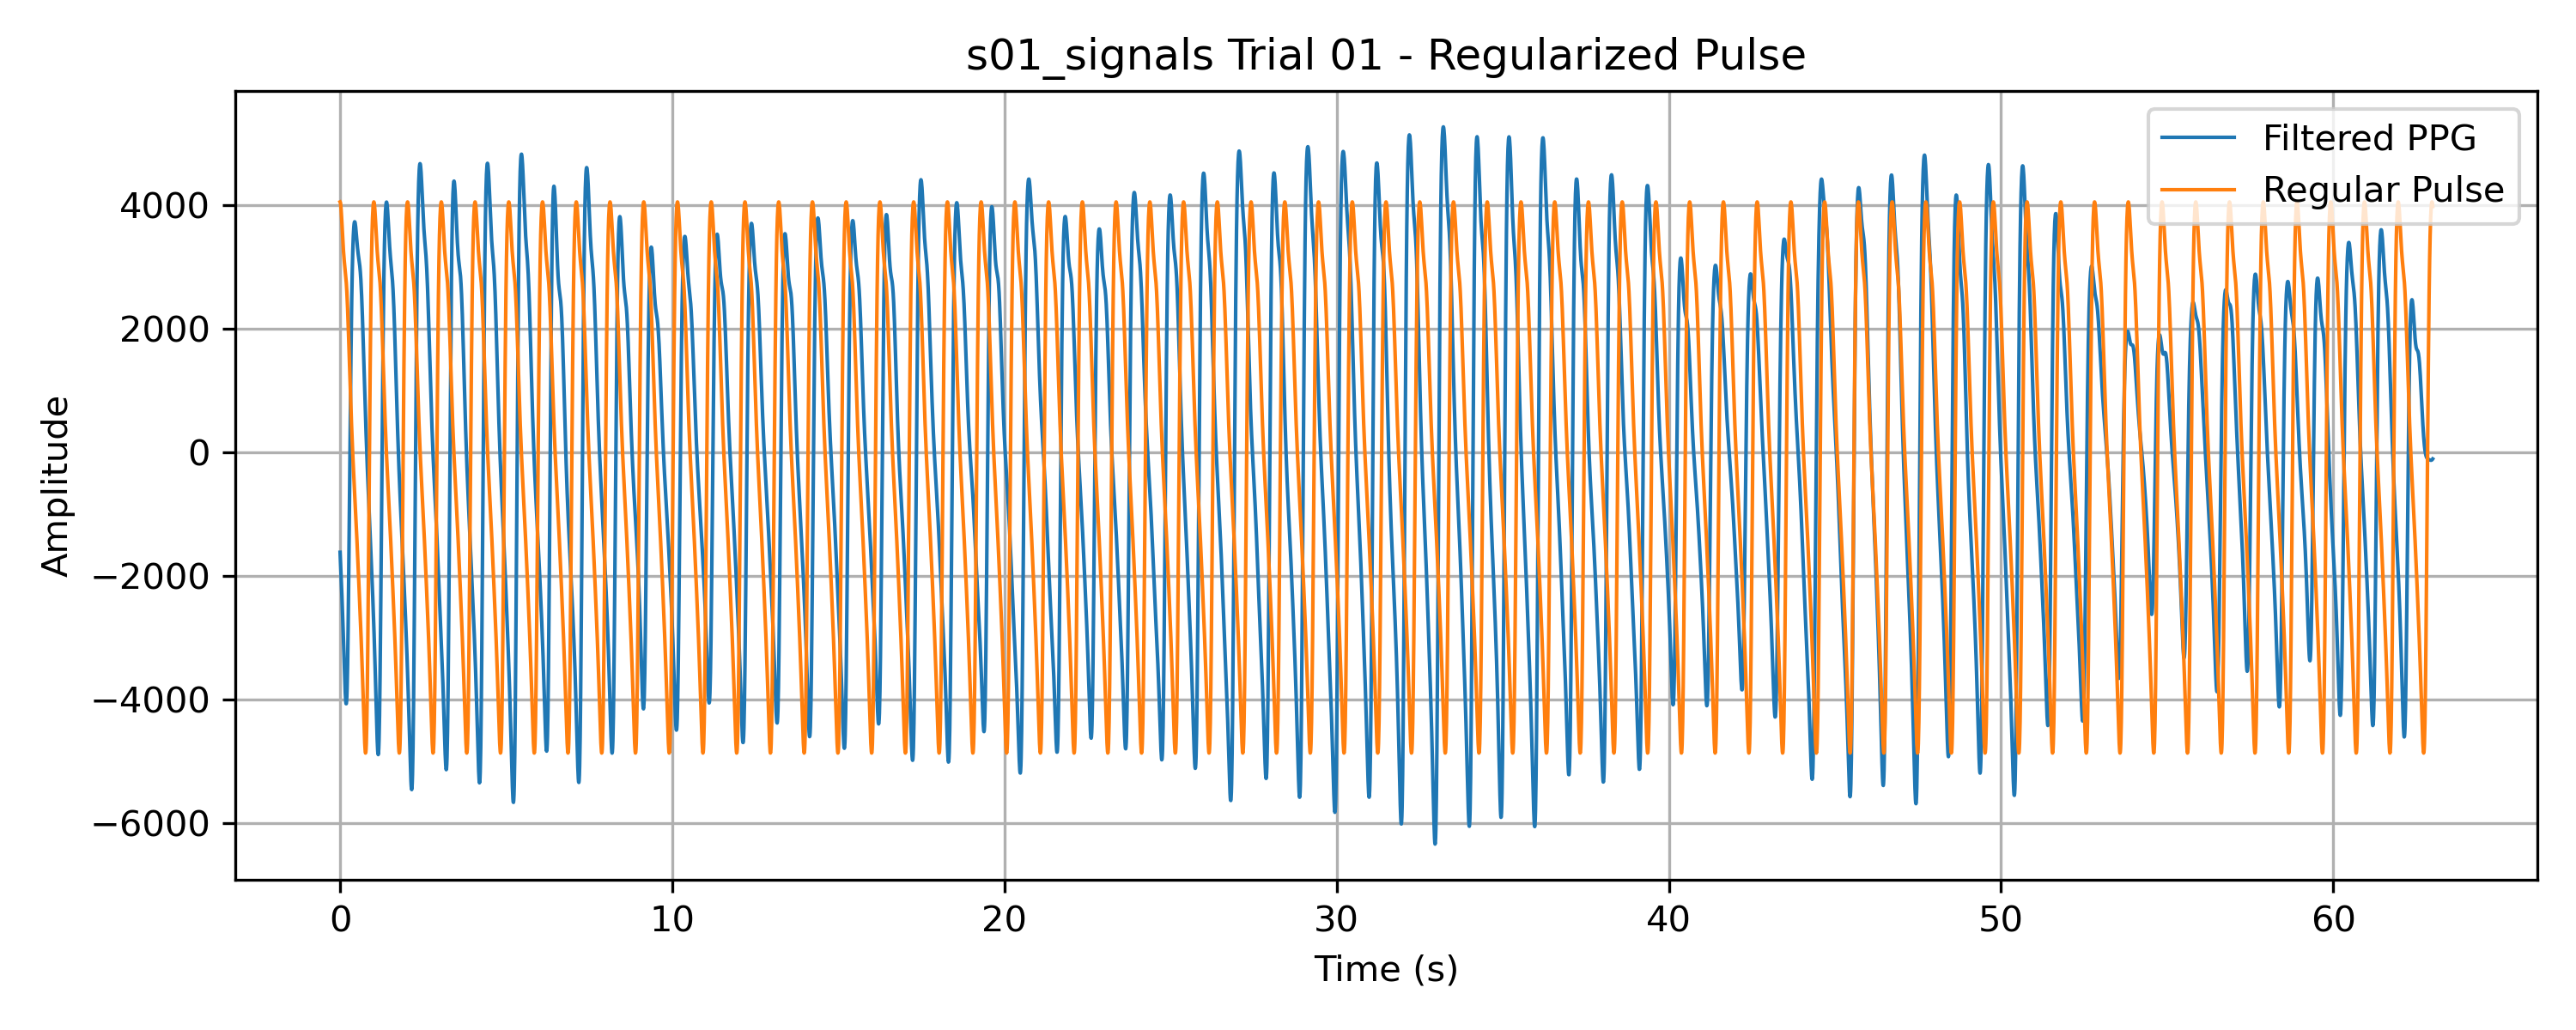 s01_signals Trial 01 - Regularized Pulse
Filtered PPG
Regular Pulse
Amplitude
4000
2000
0
−2000
−4000
−6000
0 10 20 30 40 50 60
Time (s)